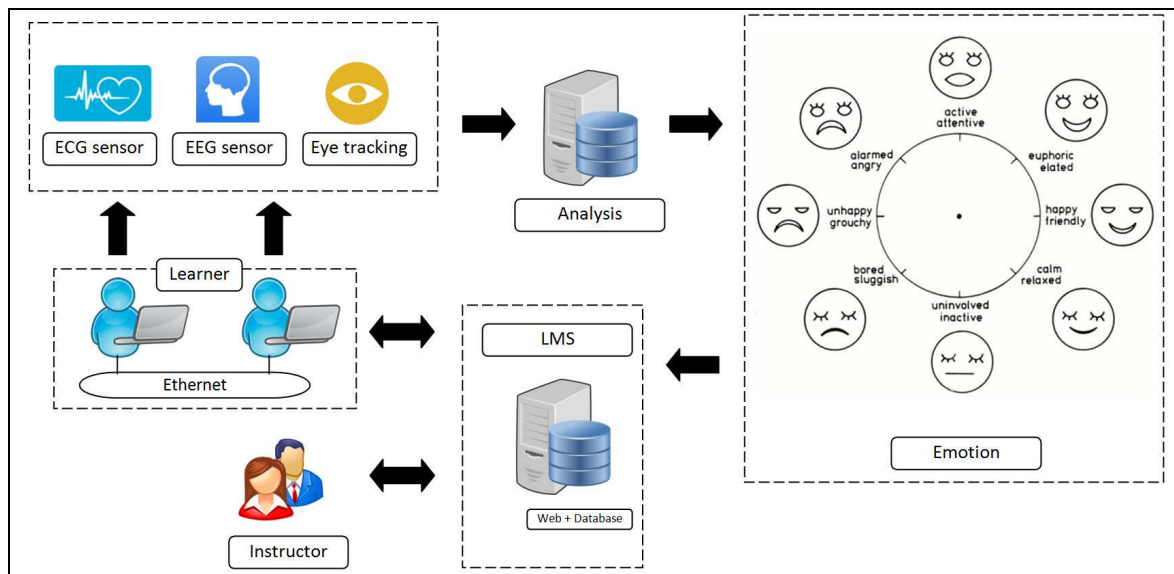 ECG sensor
EEG sensor
Eye tracking
Analysis
active
attentive
euphoric
elated
happy
friendly
calm
relaxed
uninvolved
inactive
bored
sluggish
unhappy
grouchy
alarmed
angry
Emotion
Learner
Ethernet
LMS
Web + Database
Instructor